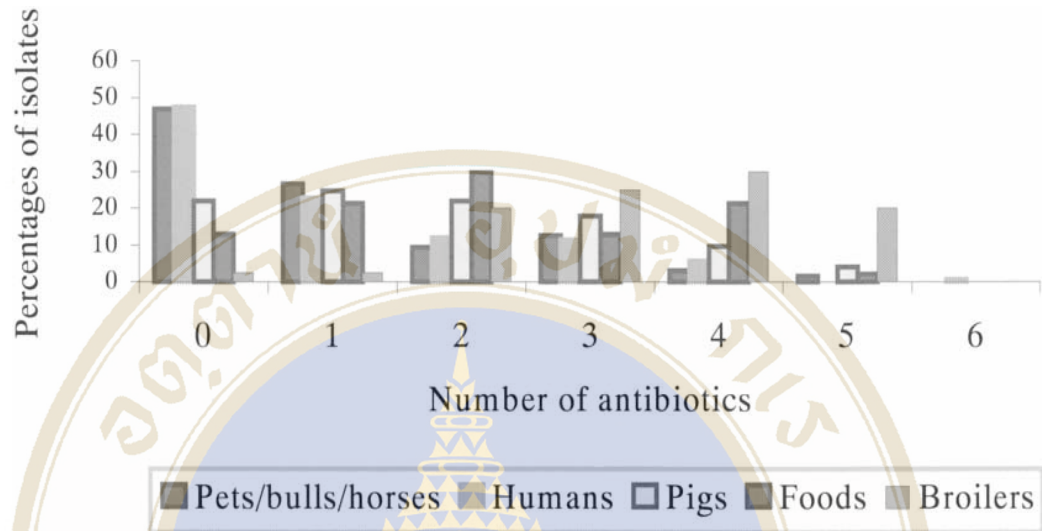 Percentages of isolates
60
50
40
30
20
10
0
0 1 2 3 4 5 6
Number of antibiotics
Pets/bulls/horses Humans Pigs Foods Broilers